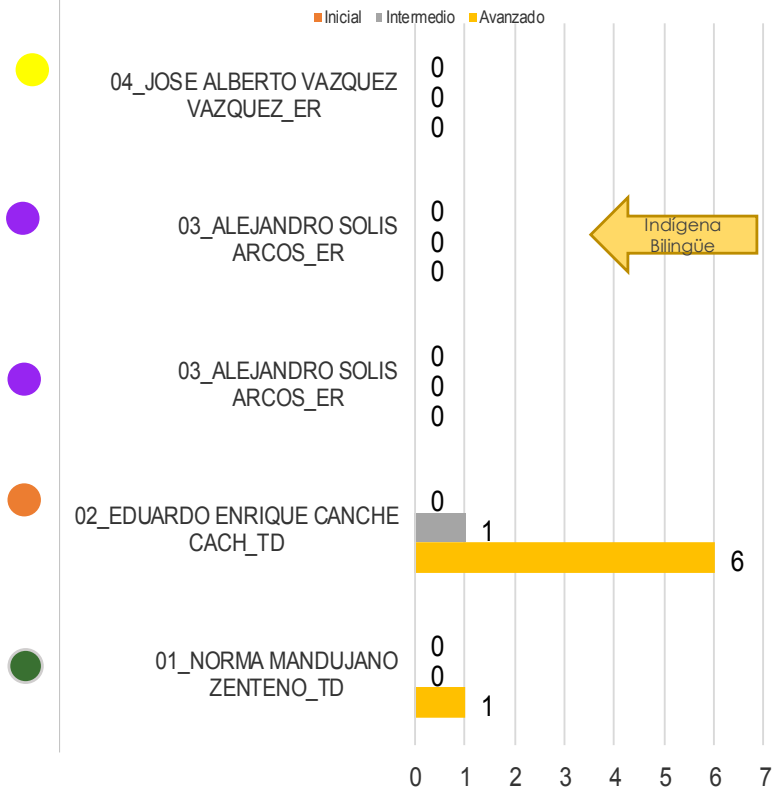 Inicial Intermedio Avanzado
04_JOSE ALBERTO VAZQUEZ
VAZQUEZ_ER
0
0
0
03_ALEJANDRO SOLIS
ARCOS_ER
0
0
0
Indígena
Bilingüe
03_ALEJANDRO SOLIS
ARCOS_ER
0
0
0
02_EDUARDO ENRIQUE CANCHE
CACH_TD
0
1
6
01_NORMA MANDUJANO
ZENTENO_TD
0
0
1
0 1 2 3 4 5 6 7